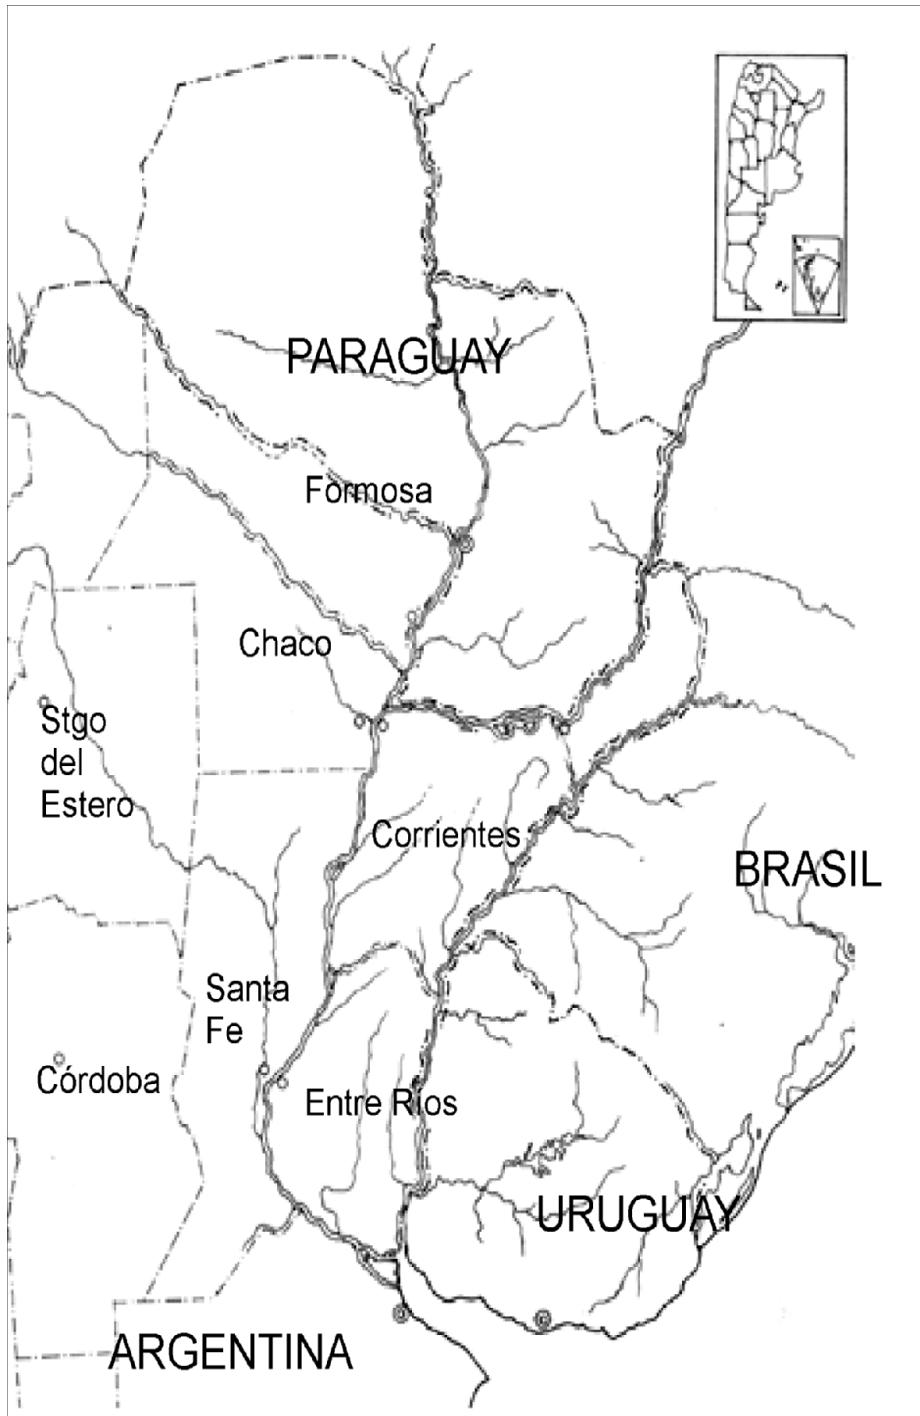 PARAGUAY
Formosa
Chaco
Stgo
del
Estero
Corrientes
BRASIL
Santa
Fe
Córdoba
Entre Ríos
URUGUAY
ARGENTINA